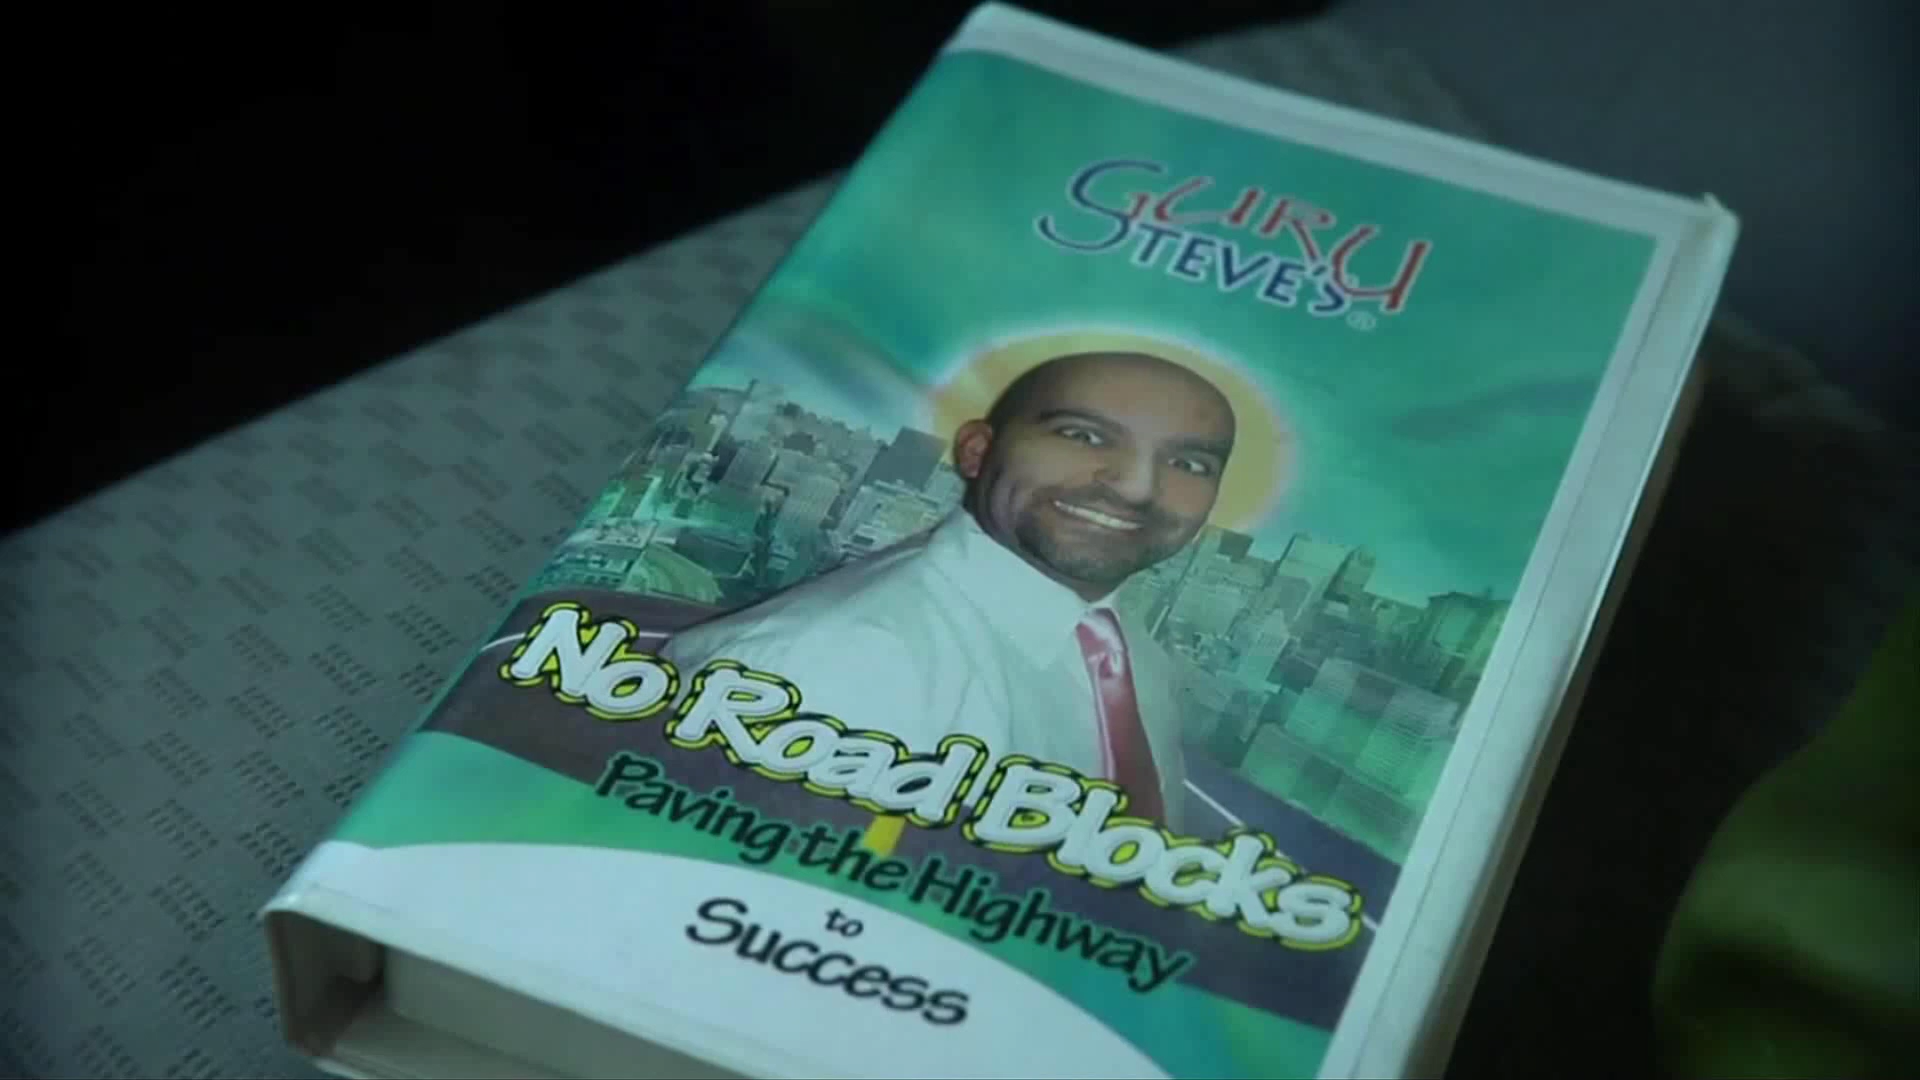 GURU
STEVE'S®
No Road Blocks
Paving the Highway
to
Success